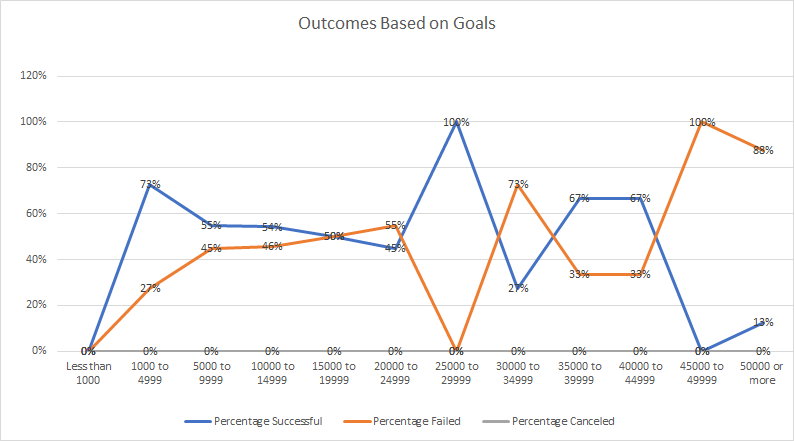 Outcomes Based on Goals
120%
100%
80%
60%
40%
20%
0%
100%
100%
88%
73%
73%
67%
67%
55%
54%
50%
55%
45%
46%
45%
33%
33%
27%
27%
13%
0%
0%
0%
0%
0%
0%
0%
0%
0%
0%
0%
0%
Less than
1000
1000 to
4999
5000 to
9999
10000 to
14999
15000 to
19999
20000 to
24999
25000 to
29999
30000 to
34999
35000 to
39999
40000 to
44999
45000 to
49999
50000 or
more
Percentage Successful
Percentage Failed
Percentage Canceled